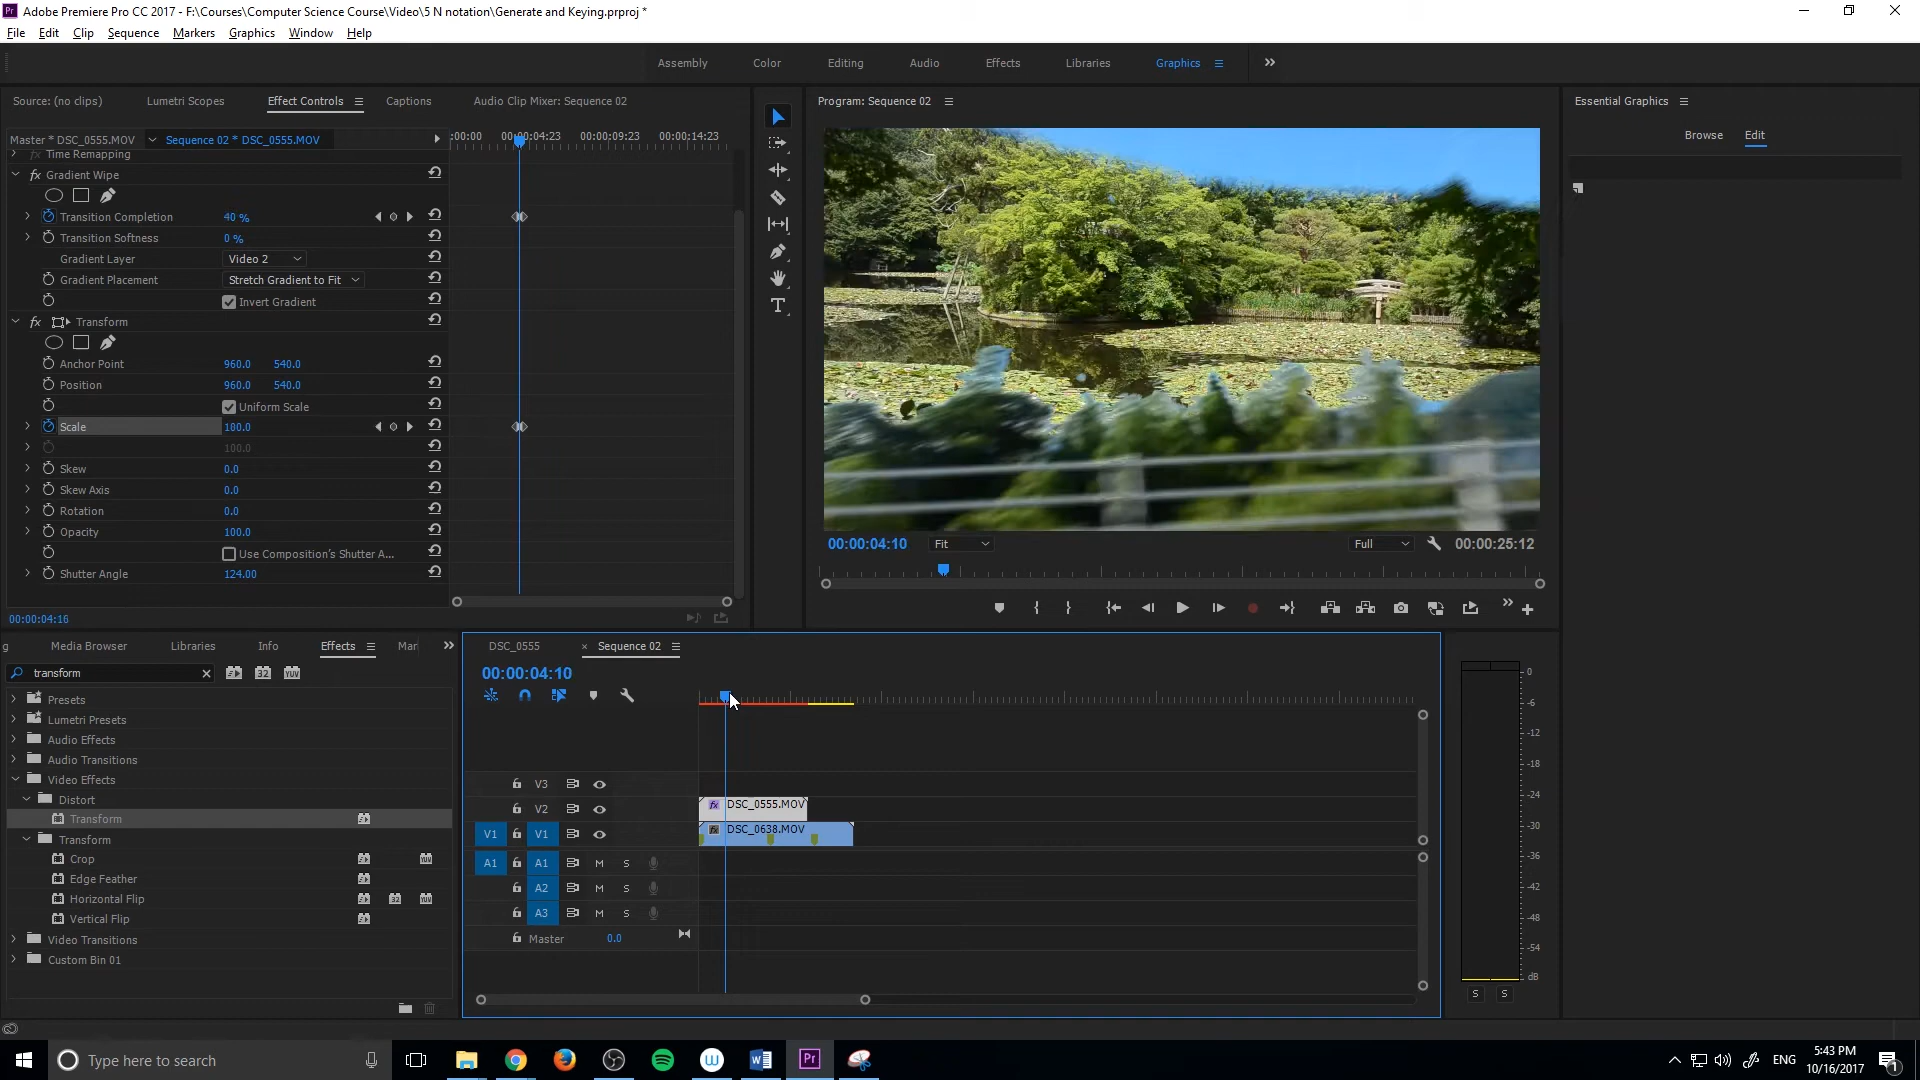 Adobe Premiere Pro CC 2017 - F:\Courses\Computer Science Course\Video\5 N notation\Generate and Keying.prproj *
File Edit Clip Sequence Markers Graphics Window Help
Assembly Color Editing Audio Effects Libraries Graphics
Source: (no clips) Lumetri Scopes Effect Controls Captions Audio Clip Mixer: Sequence 02
Program: Sequence 02
Essential Graphics
Browse Edit
Master * DSC_0555.MOV Sequence 02 * DSC_0555.MOV
;00:00 00:00:04:23 00:00:09:23 00:00:14:23
fx Time Remapping
fx Gradient Wipe
Transition Completion 40 %
Transition Softness 0 %
Gradient Layer Video 2
Gradient Placement Stretch Gradient to Fit
Invert Gradient
fx Transform
Anchor Point 960.0 540.0
Position 960.0 540.0
Uniform Scale
Scale 180.0
100.0
Skew 0.0
Skew Axis 0.0
Rotation 0.0
Opacity 100.0
Use Composition's Shutter A...
Shutter Angle 124.00
00:00:04:16
00:00:04:10 Fit Full 00:00:25:12
g Media Browser Libraries Info Effects Mar
transform
32
Presets
Lumetri Presets
Audio Effects
Audio Transitions
Video Effects
Distort
Transform
Transform
Crop
Edge Feather
Horizontal Flip
Vertical Flip
Video Transitions
Custom Bin 01
DSC_0555 × Sequence 02
00:00:04:10
V3
V2 fx DSC_0555.MOV
V1 V1 fx DSC_0638.MOV
A1 A1 M S
A2 M S
A3 M S
Master 0.0
0
-6
-12
-18
-24
-30
-36
-42
-48
-54
dB
S S
Type here to search
Pr
ENG
5:43 PM
10/16/2017
1